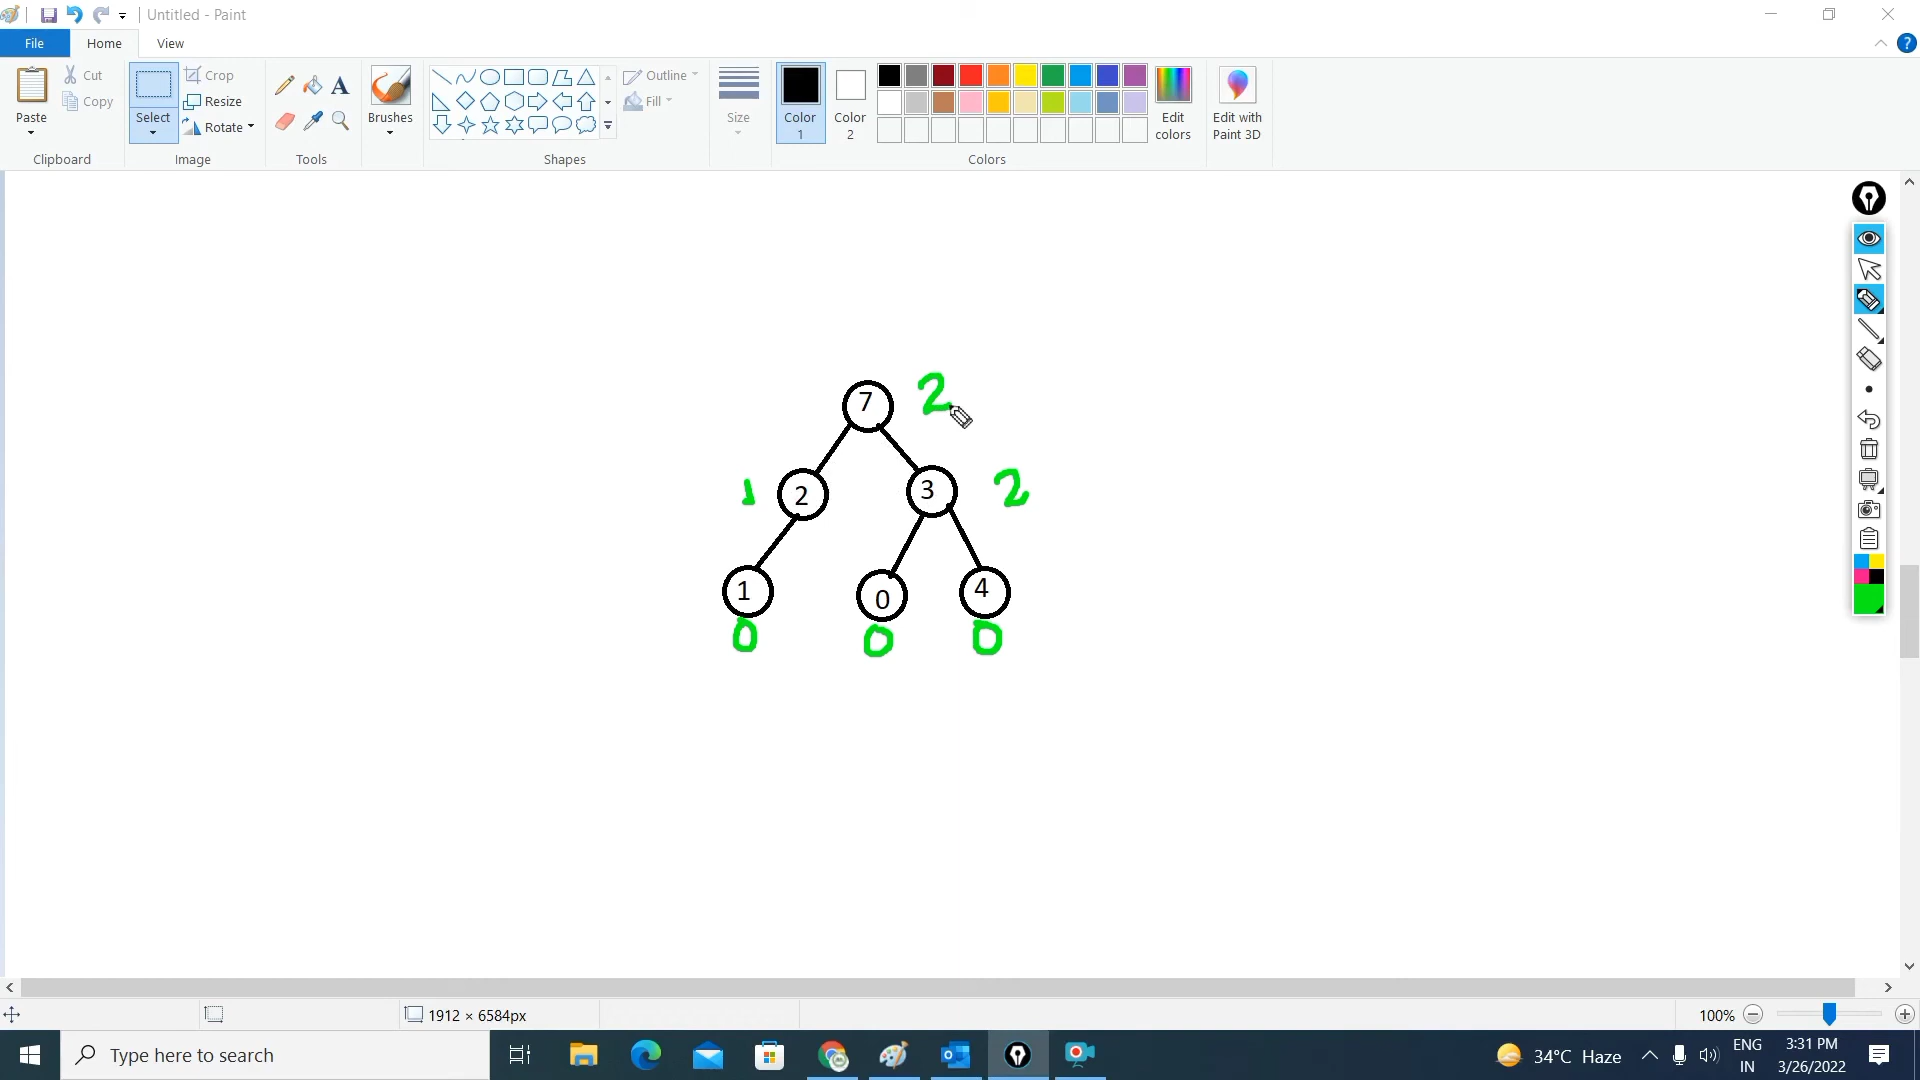 Untitled - Paint
File Home View
Paste
Cut
Copy
Clipboard
Select
Crop
Resize
Rotate
Image
Tools
Brushes
Outline
Fill
Shapes
Size
Color 1
Color 2
Edit colors
Edit with Paint 3D
Colors
7 2
1 2 3 2
1 0 4
0 0 0
1912 × 6584px
100%
Type here to search
34°C Haze
ENG
IN
3:31 PM
3/26/2022